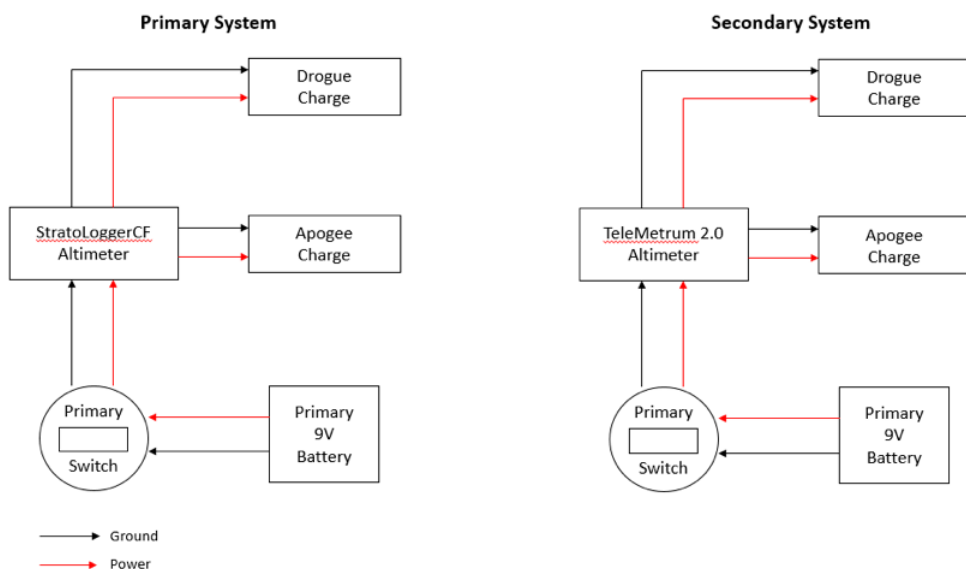 Primary System
Drogue
Charge
StratoLoggerCF
Altimeter
Apogee
Charge
Primary
Switch
Primary
9V
Battery
Ground
Power
Secondary System
Drogue
Charge
TeleMetrum 2.0
Altimeter
Apogee
Charge
Primary
Switch
Primary
9V
Battery